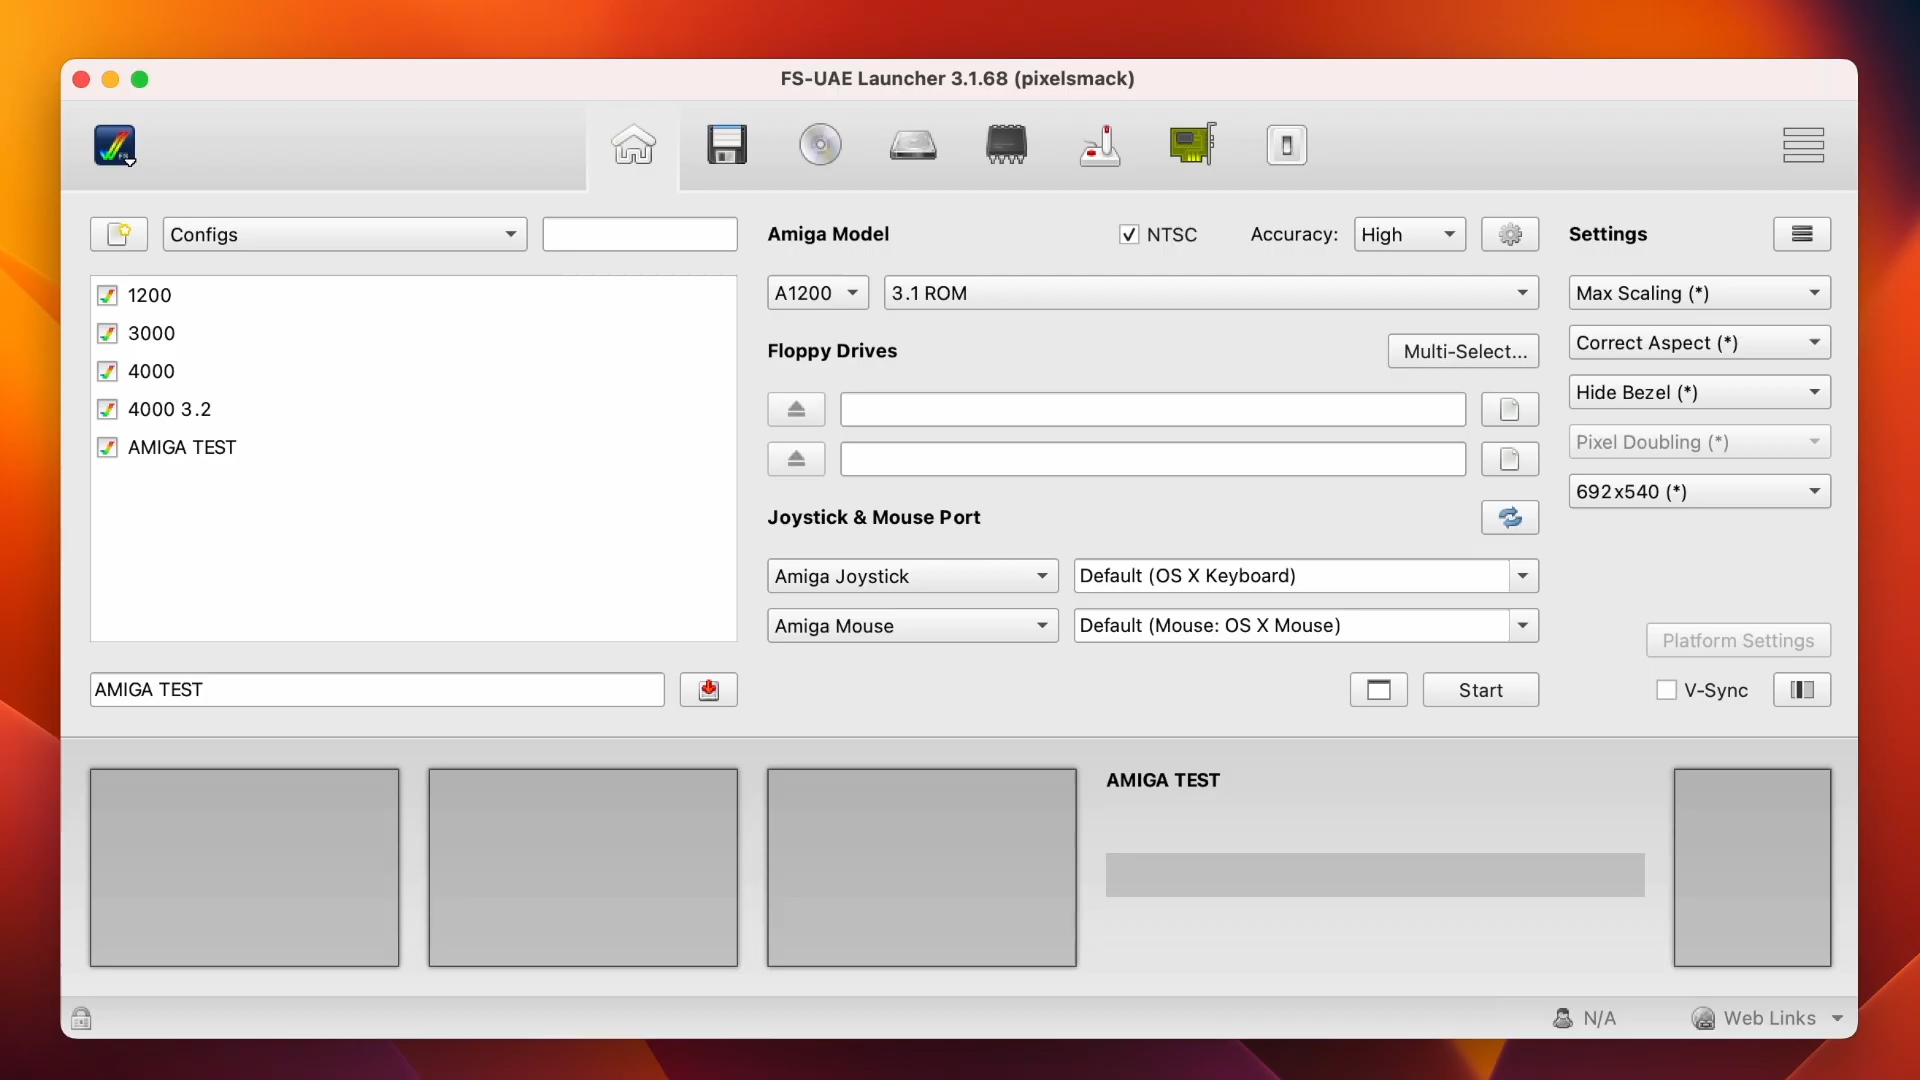 FS-UAE Launcher 3.1.68 (pixelsmack)
Configs
Amiga Model
NTSC
Accuracy:
High
Settings
1200
3000
4000
4000 3.2
AMIGA TEST
A1200
3.1 ROM
Max Scaling (*)
Floppy Drives
Multi-Select...
Correct Aspect (*)
Hide Bezel (*)
Pixel Doubling (*)
692x540 (*)
Joystick & Mouse Port
Amiga Joystick
Default (OS X Keyboard)
Amiga Mouse
Default (Mouse: OS X Mouse)
Platform Settings
AMIGA TEST
Start
V-Sync
AMIGA TEST
N/A
Web Links